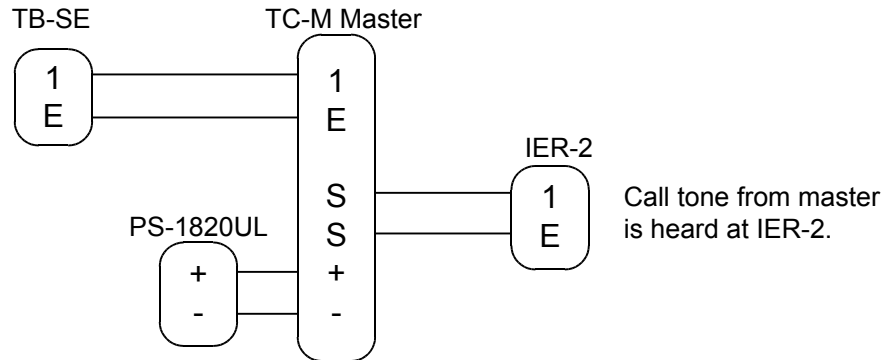 TB-SE
TC-M Master
1
E
1
E
S
S
+
-
IER-2
1
E
Call tone from master
is heard at IER-2.
PS-1820UL
+
-